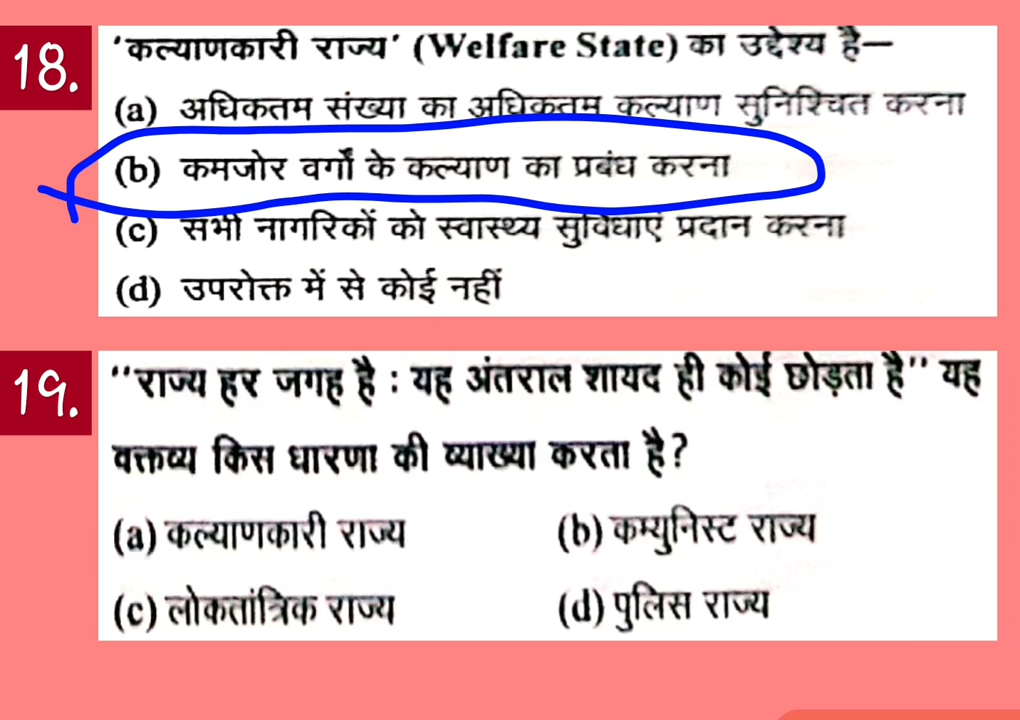 18.
'कल्याणकारी राज्य' (Welfare State) का उद्देश्य है—
(a) अधिकतम संख्या का अधिकतम कल्याण सुनिश्चित करना
(b) कमजोर वर्गों के कल्याण का प्रबंध करना
(c) सभी नागरिकों को स्वास्थ्य सुविधाएं प्रदान करना
(d) उपरोक्त में से कोई नहीं
19.
''राज्य हर जगह है : यह अंतराल शायद ही कोई छोड़ता है'' यह
वक्तव्य किस धारणा की व्याख्या करता है?
(a) कल्याणकारी राज्य (b) कम्युनिस्ट राज्य
(c) लोकतांत्रिक राज्य (d) पुलिस राज्य